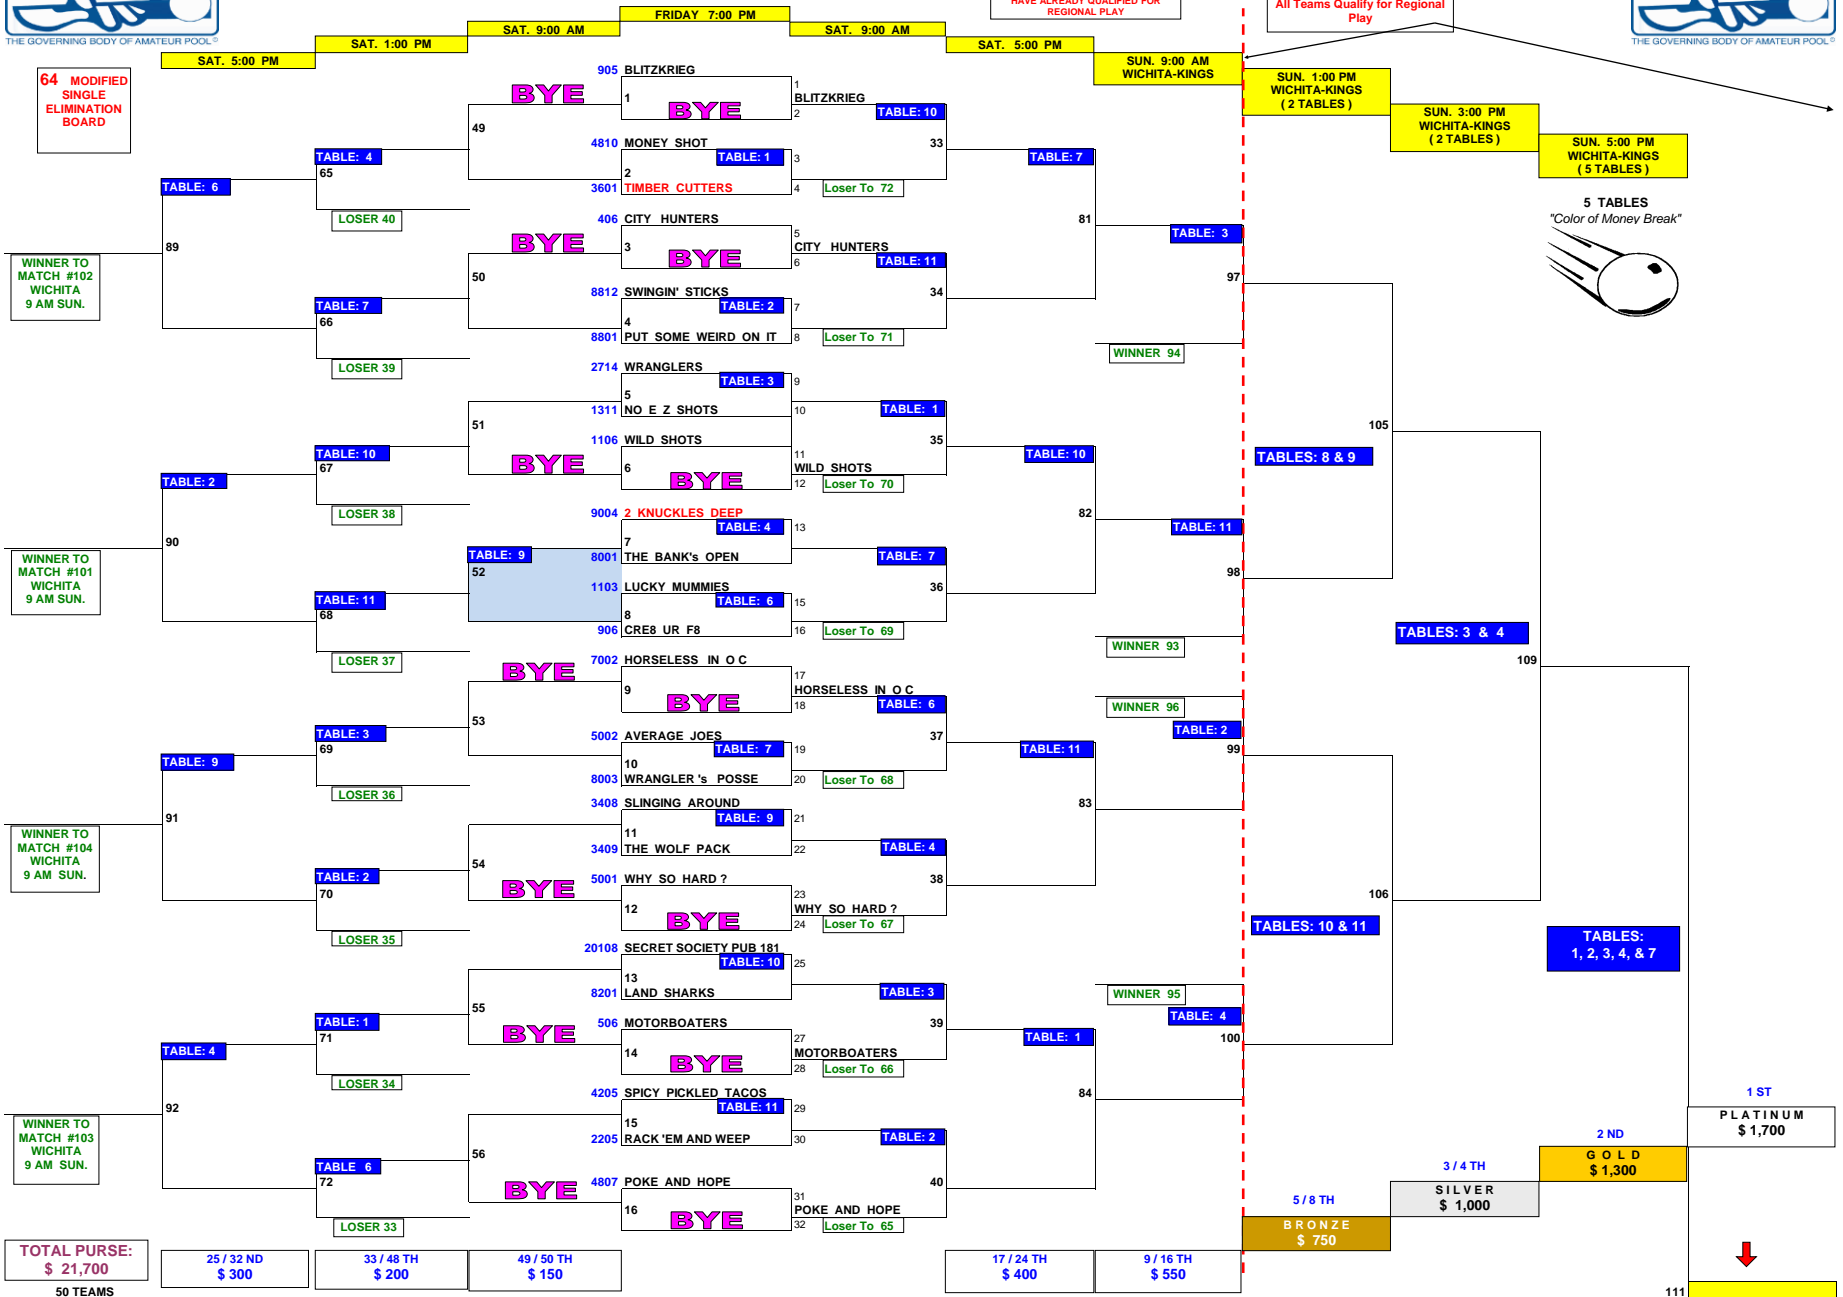 THE GOVERNING BODY OF AMATEUR POOL©
THE GOVERNING BODY OF AMATEUR POOL©
HAVE ALREADY QUALIFIED FOR
REGIONAL PLAY
All Teams Qualify for Regional
Play
SAT. 5:00 PM
SAT. 1:00 PM
SAT. 9:00 AM
FRIDAY 7:00 PM
SAT. 9:00 AM
SAT. 5:00 PM
SUN. 9:00 AM
WICHITA-KINGS
SUN. 1:00 PM
WICHITA-KINGS
( 2 TABLES )
SUN. 3:00 PM
WICHITA-KINGS
( 2 TABLES )
SUN. 5:00 PM
WICHITA-KINGS
( 5 TABLES )
5 TABLES
"Color of Money Break"
64 MODIFIED
SINGLE
ELIMINATION
BOARD
TABLE: 6
89
WINNER TO
MATCH #102
WICHITA
9 AM SUN.
TABLE: 2
90
WINNER TO
MATCH #101
WICHITA
9 AM SUN.
TABLE: 9
91
WINNER TO
MATCH #104
WICHITA
9 AM SUN.
TABLE: 4
92
WINNER TO
MATCH #103
WICHITA
9 AM SUN.
TABLE: 4
65
LOSER 40
TABLE: 7
66
LOSER 39
TABLE: 10
67
LOSER 38
TABLE: 11
68
LOSER 37
TABLE: 3
69
LOSER 36
TABLE: 2
70
LOSER 35
TABLE: 1
71
LOSER 34
TABLE 6
72
LOSER 33
BYE
49
BYE
50
51
BYE
TABLE: 9
52
BYE
53
54
BYE
55
BYE
56
BYE
905 BLITZKRIEG
1
1 BYE
2
4810 MONEY SHOT
TABLE: 1
3
2
3601 TIMBER CUTTERS
4
406 CITY HUNTERS
5
3 BYE
6
8812 SWINGIN' STICKS
TABLE: 2
7
4
8801 PUT SOME WEIRD ON IT
8
2714 WRANGLERS
TABLE: 3
9
5
1311 NO E Z SHOTS
10
1106 WILD SHOTS
11
6 BYE
12
9004 2 KNUCKLES DEEP
TABLE: 4
13
7
8001 THE BANK's OPEN
1103 LUCKY MUMMIES
TABLE: 6
15
8
906 CRE8 UR F8
16
7002 HORSELESS IN O C
17
9 BYE
18
5002 AVERAGE JOES
TABLE: 7
19
10
8003 WRANGLER 's POSSE
20
3408 SLINGING AROUND
TABLE: 9
21
11
3409 THE WOLF PACK
22
5001 WHY SO HARD ?
23
12 BYE
24
20108 SECRET SOCIETY PUB 181
TABLE: 10
25
13
8201 LAND SHARKS
506 MOTORBOATERS
27
14 BYE
28
4205 SPICY PICKLED TACOS
TABLE: 11
29
15
2205 RACK 'EM AND WEEP
30
4807 POKE AND HOPE
31
16 BYE
32
BLITZKRIEG
TABLE: 10
33
Loser To 72
CITY HUNTERS
TABLE: 11
34
Loser To 71
TABLE: 1
35
WILD SHOTS
Loser To 70
TABLE: 7
36
Loser To 69
HORSELESS IN O C
TABLE: 6
37
Loser To 68
TABLE: 4
38
WHY SO HARD ?
Loser To 67
TABLE: 3
39
MOTORBOATERS
Loser To 66
TABLE: 2
40
POKE AND HOPE
Loser To 65
TABLE: 7
81
TABLE: 10
82
TABLE: 11
83
TABLE: 1
84
TABLE: 3
97
WINNER 94
TABLE: 11
98
WINNER 93
WINNER 96
TABLE: 2
99
WINNER 95
TABLE: 4
100
105
TABLES: 8 & 9
106
TABLES: 10 & 11
TABLES: 3 & 4
109
TABLES:
1, 2, 3, 4, & 7
1 ST
PLATINUM
$ 1,700
2 ND
GOLD
$ 1,300
3 / 4 TH
SILVER
$ 1,000
5 / 8 TH
BRONZE
$ 750
TOTAL PURSE:
$ 21,700
50 TEAMS
25 / 32 ND
$ 300
33 / 48 TH
$ 200
49 / 50 TH
$ 150
17 / 24 TH
$ 400
9 / 16 TH
$ 550
111